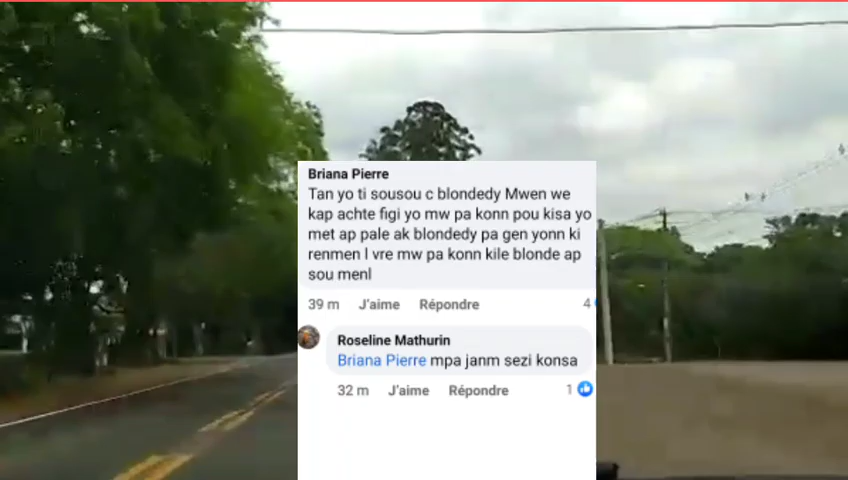 Briana Pierre
Tan yo ti sousou c blondedy Mwen we
kap achte figi yo mw pa konn pou kisa yo
met ap pale ak blondedy pa gen yonn ki
renmen l vre mw pa konn kile blonde ap
sou menl
39 m J'aime Répondre 4
Roseline Mathurin
Briana Pierre mpa janm sezi konsa
32 m J'aime Répondre 1